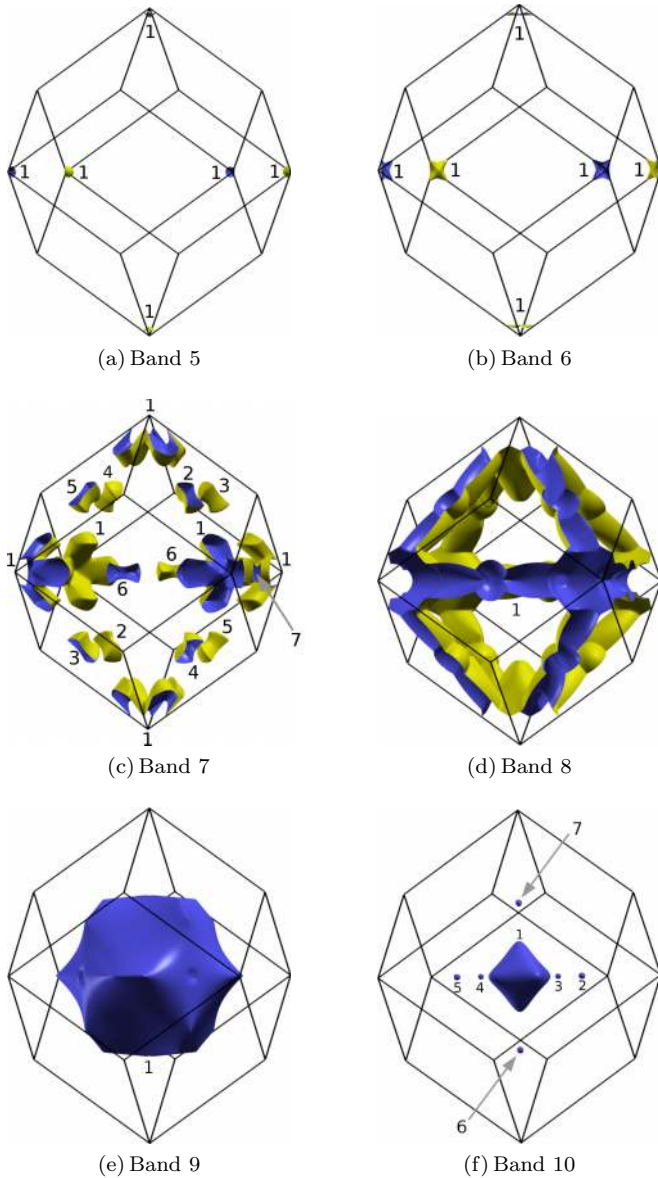 1
1 1 1 1
1
(a) Band 5
1
1 1 1 1
1
(b) Band 6
1
5 4 2 3
1 1 1 1
6 6
3 2 5 4 7
1
(c) Band 7
1
(d) Band 8
1
(e) Band 9
7
1
5 4 3 2
6
(f) Band 10